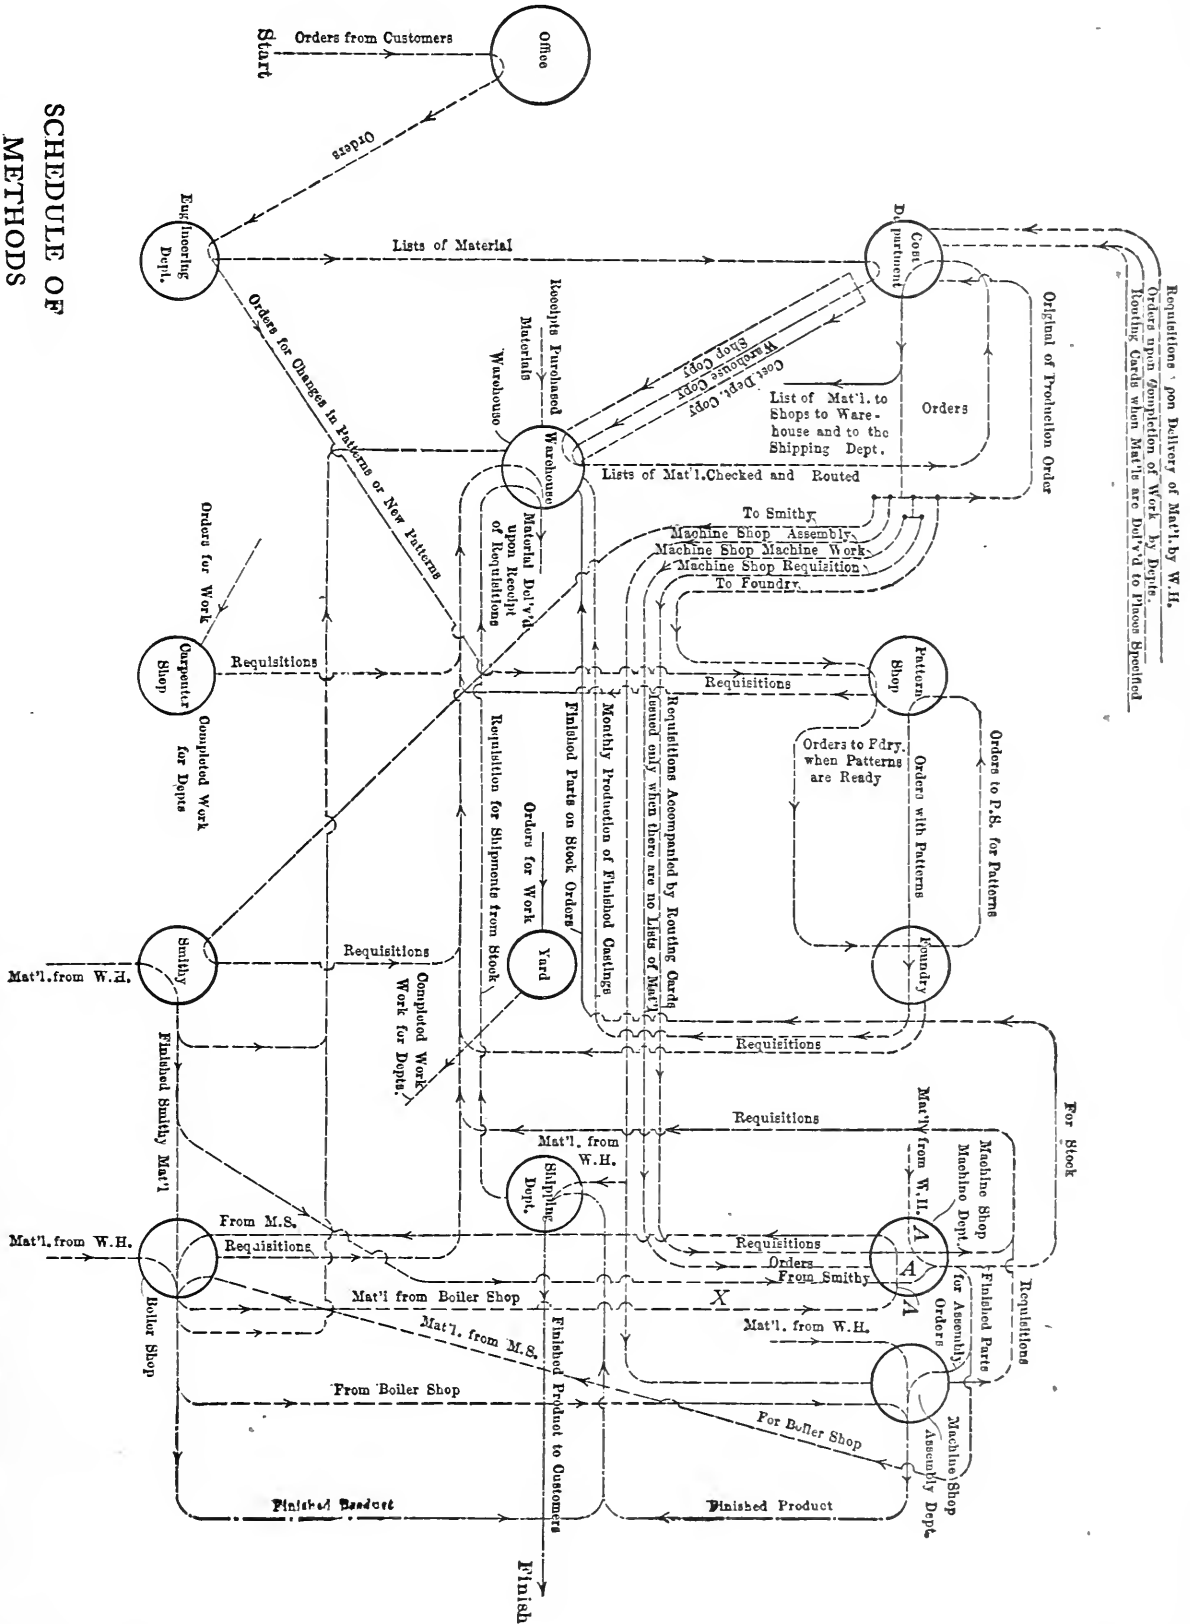 SCHEDULE OF
METHODS
Start
Orders from Customers
Office
Orders
Engineering
Dept.
Lists of Material
Orders for Changes in Patterns or New Patterns
Cost
Department
Requisitions upon Delivery of Mat'l. by W.H.
Orders upon Completion of Work by Depts.
Routing Cards when Mat'ls are Del'v'd to Places Specified
Original of Production Order
Orders
Shop Copy
Warehouse Copy
Cost Dept. Copy
List of Mat'l. to
Shops to Ware-
house and to the
Shipping Dept.
Lists of Mat'l. Checked and Routed
Receipts Purchased
Materials
Warehouse
Warehouse
Material Del'v'd
upon Receipt
of Requisitions
To Smithy
Machine Shop Assembly
Machine Shop Machine Work
Machine Shop Requisition
To Foundry
Orders for Work
Carpenter
Shop
Completed Work
for Depts
Requisitions
Requisitions
Pattern
Shop
Orders to Fdry.
when Patterns
are Ready
Orders with Patterns
Orders to P.S. for Patterns
Foundry
Requisitions Accompanied by Routing Cards
Issued only when there are no Lists of Mat'l
Monthly Production of Finished Castings
Finished Parts on Stock Orders
Requisition for Shipments from Stock
Orders for Work
Yard
Completed Work
Work for Depts.
Mat'l. from W.H.
Smithy
Requisitions
Finished Smithy Mat'l
Requisitions
For Stock
Requisitions
Mat'l. from
W.H.
Shipping
Dept.
Mat'l. from W.H.
Machine Shop
Machine Dept
A
A
A
Requisitions
Orders
From Smithy
From M.S.
Requisitions
Mat'l. from W.H.
Boiler Shop
Mat'l from Boiler Shop
X
Mat'l. from M.S.
Mat'l. from W.H.
Requisitions
Finished Parts
for Assembly
Orders
Machine Shop
Assembly Dept.
From Boiler Shop
For Boiler Shop
Finished Product to Customers
Finished Product
Finished Product
Finish